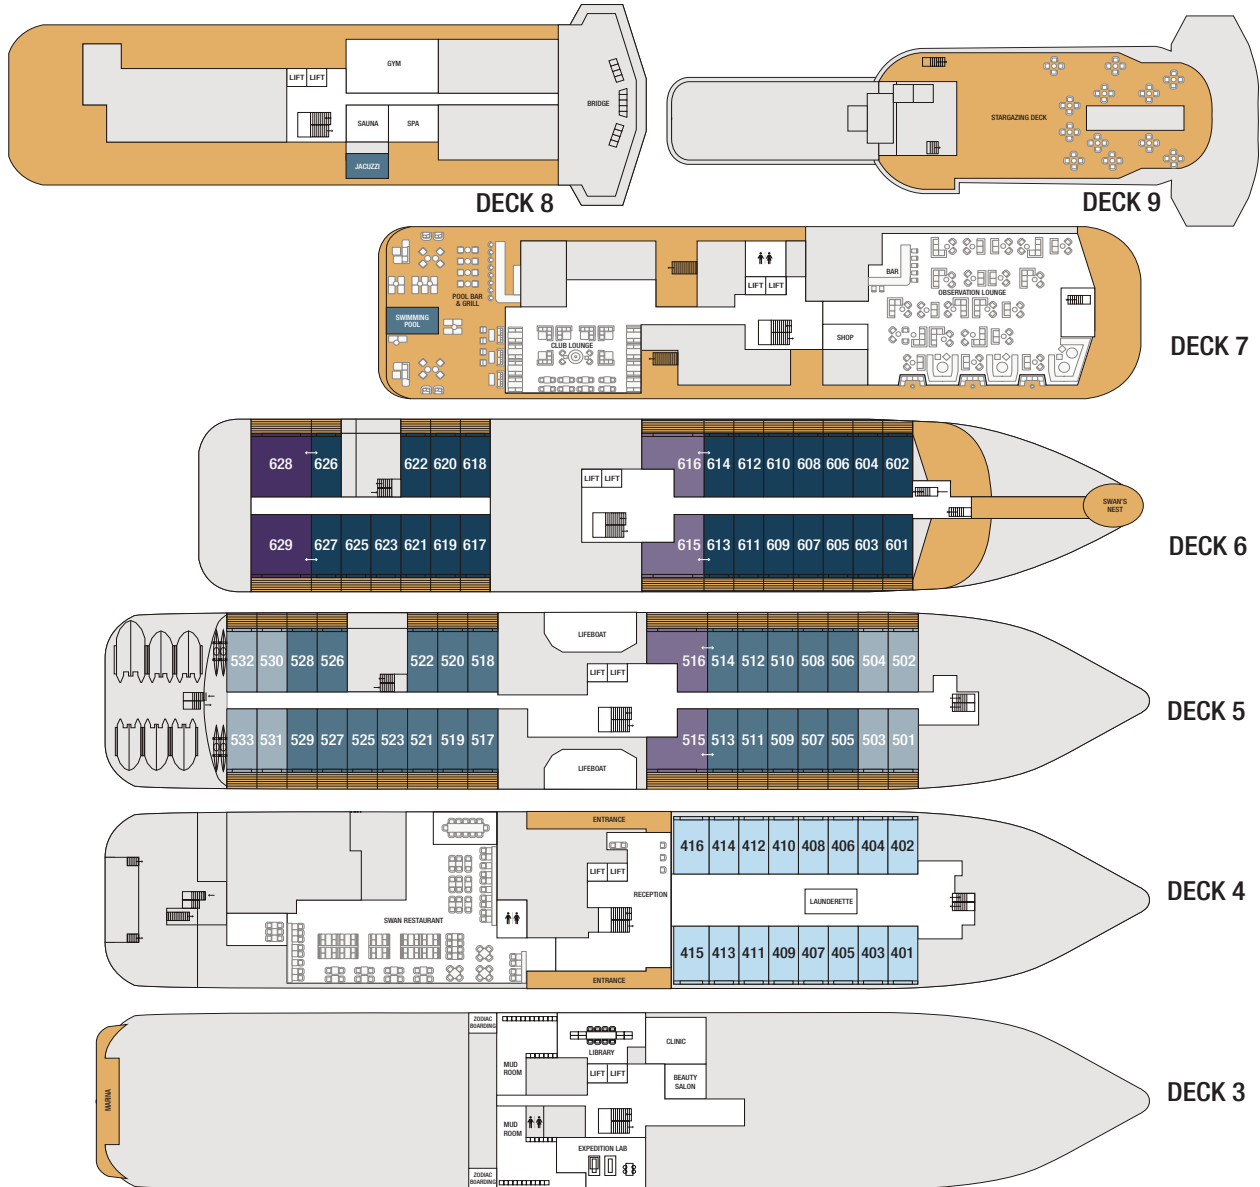 GYM
LIFT LIFT
BRIDGE
SAUNA SPA
JACUZZI
DECK 8
STARGAZING DECK
DECK 9
BAR
LIFT LIFT
POOL BAR
& GRILL
OBSERVATION LOUNGE
SWIMMING
POOL
SHOP
CLUB LOUNGE
DECK 7
628 626 622 620 618 616 614 612 610 608 606 604 602
LIFT LIFT
SWAN'S
NEST
629 627 625 623 621 619 617 615 613 611 609 607 605 603 601
DECK 6
LIFEBOAT
532 530 528 526 522 520 518 516 514 512 510 508 506 504 502
LIFT LIFT
533 531 529 527 525 523 521 519 517 515 513 511 509 507 505 503 501
LIFEBOAT
DECK 5
ENTRANCE
416 414 412 410 408 406 404 402
LIFT LIFT
RECEPTION
LAUNDERETTE
SWAN RESTAURANT
415 413 411 409 407 405 403 401
ENTRANCE
DECK 4
ZODIAC
BOARDING
CLINIC
LIBRARY
MUD
ROOM
LIFT LIFT
BEAUTY
SALON
MARINA
MUD
ROOM
EXPEDITION LAB
ZODIAC
BOARDING
DECK 3